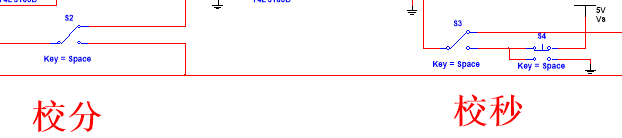 S2
Key = Space
S3
S4
5V
Vs
Key = Space
Key = Space
校分
校秒